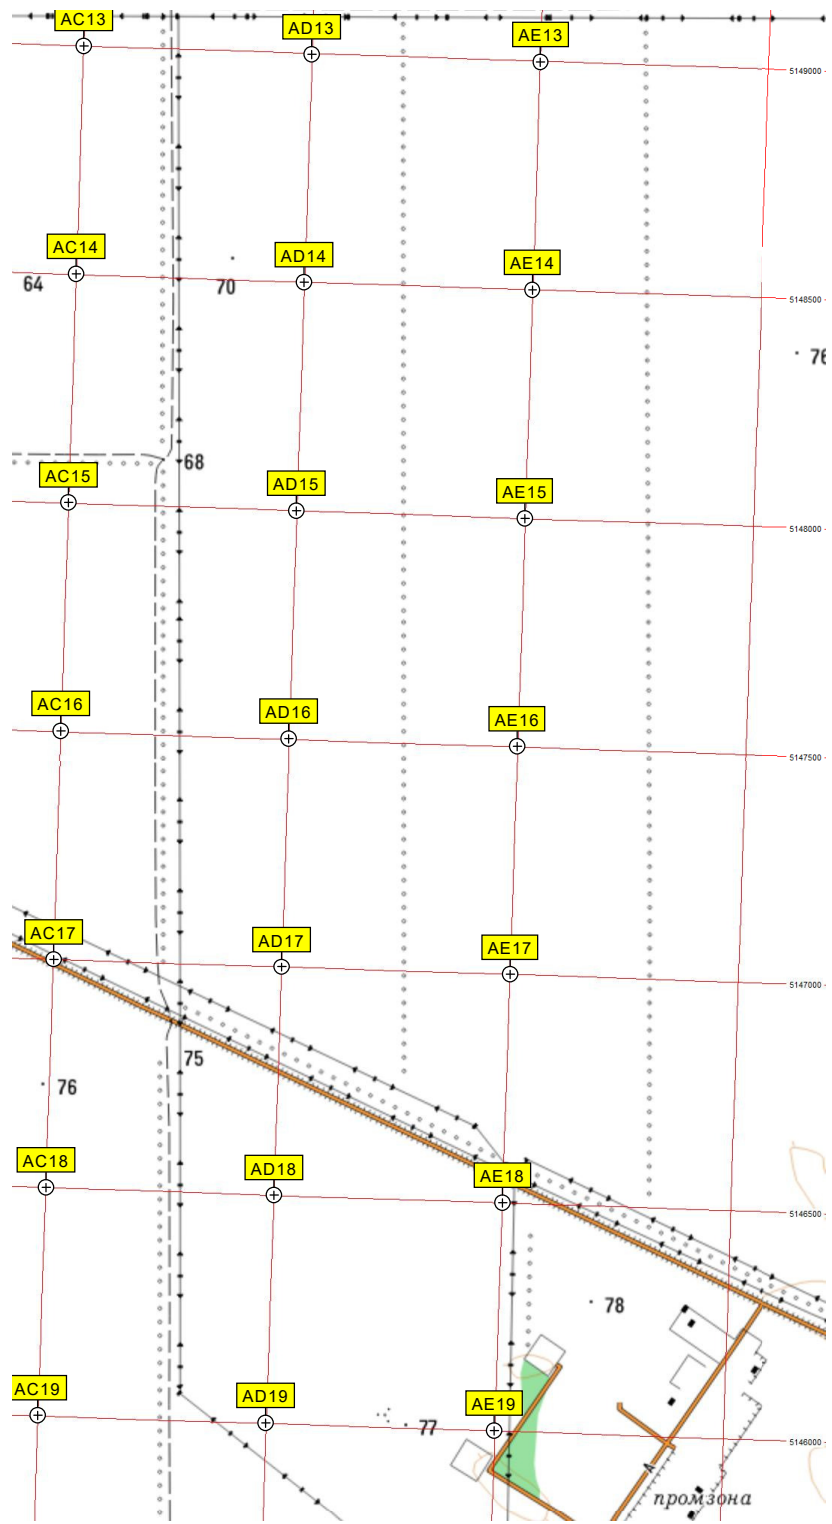 AC13
AD13
AE13
5149000
AC14
AD14
AE14
64
70
5148500
76
68
AC15
AD15
AE15
5148000
AC16
AD16
AE16
5147500
AC17
AD17
AE17
5147000
75
76
AC18
AD18
AE18
5146500
78
AC19
AD19
AE19
77
5146000
А
промзона